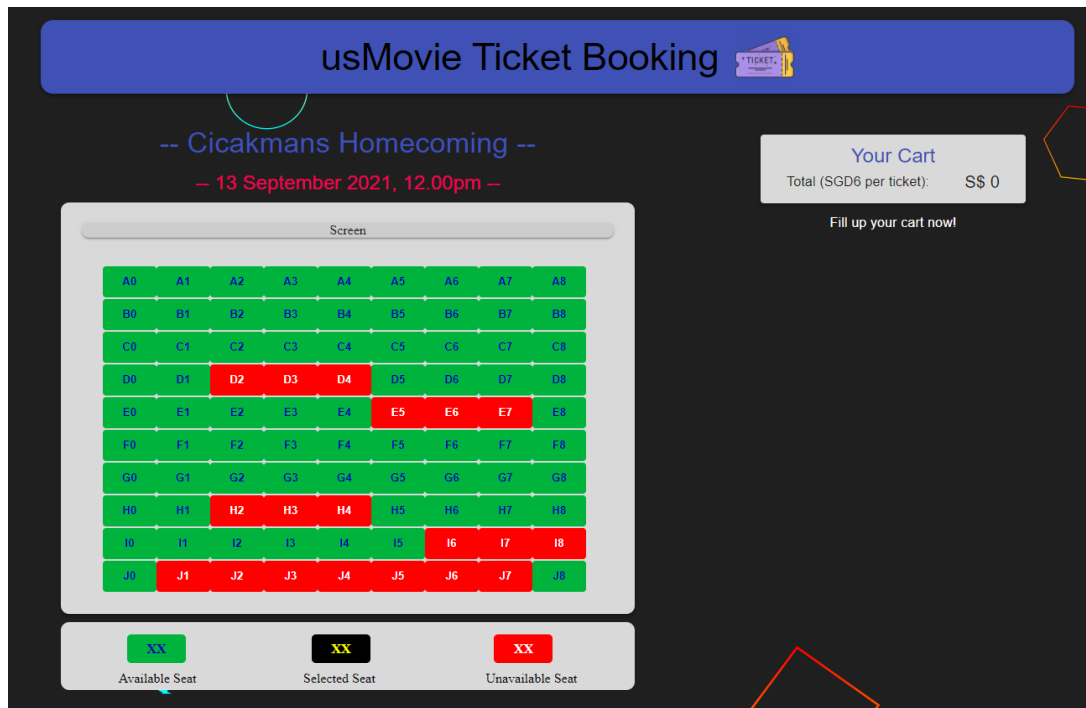 usMovie Ticket Booking
TICKET
-- Cicakmans Homecoming --
-- 13 September 2021, 12.00pm --
Your Cart
Total (SGD6 per ticket): S$ 0
Fill up your cart now!
Screen
A0 A1 A2 A3 A4 A5 A6 A7 A8
B0 B1 B2 B3 B4 B5 B6 B7 B8
C0 C1 C2 C3 C4 C5 C6 C7 C8
D0 D1 D2 D3 D4 D5 D6 D7 D8
E0 E1 E2 E3 E4 E5 E6 E7 E8
F0 F1 F2 F3 F4 F5 F6 F7 F8
G0 G1 G2 G3 G4 G5 G6 G7 G8
H0 H1 H2 H3 H4 H5 H6 H7 H8
I0 I1 I2 I3 I4 I5 I6 I7 I8
J0 J1 J2 J3 J4 J5 J6 J7 J8
XX XX XX
Available Seat Selected Seat Unavailable Seat